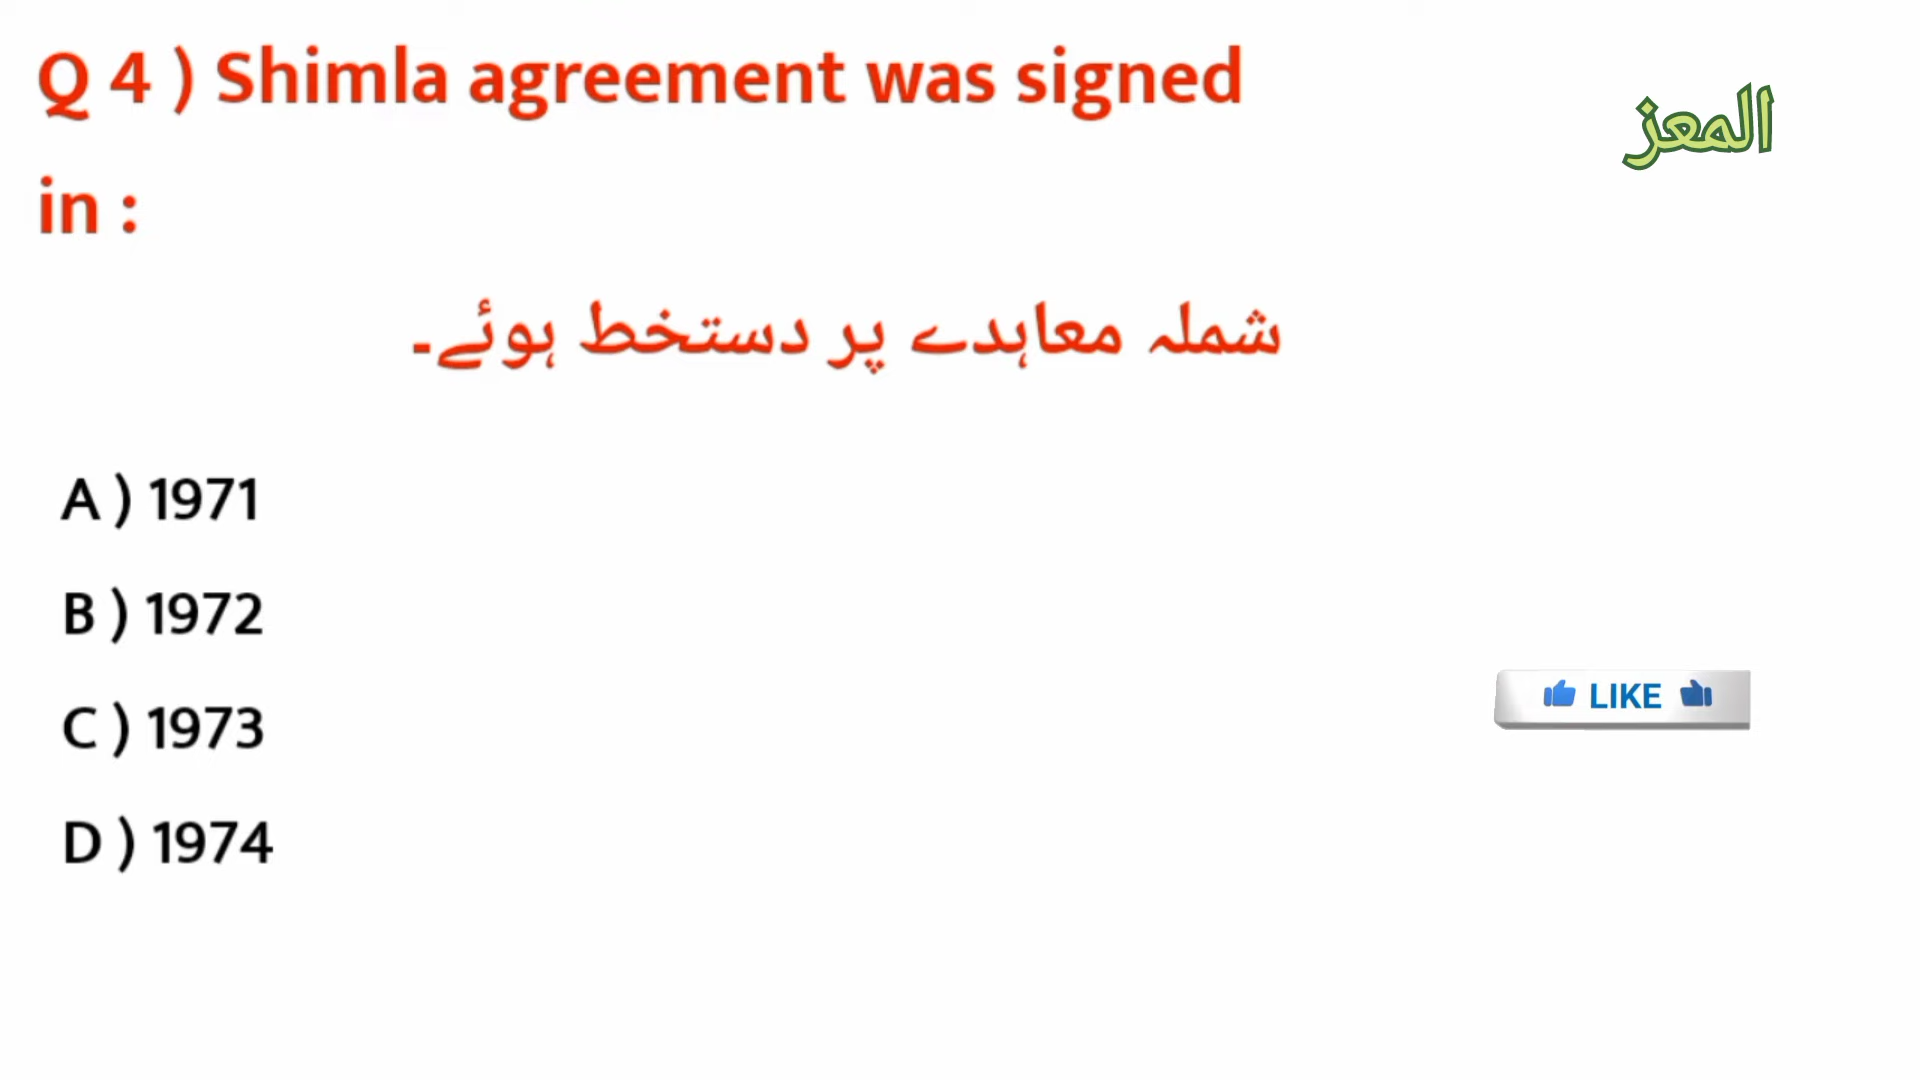 Q 4 ) Shimla agreement was signed
المعز
in :
شملہ معاہدے پر دستخط ہوئے۔
A ) 1971
B ) 1972
C ) 1973
LIKE
D ) 1974